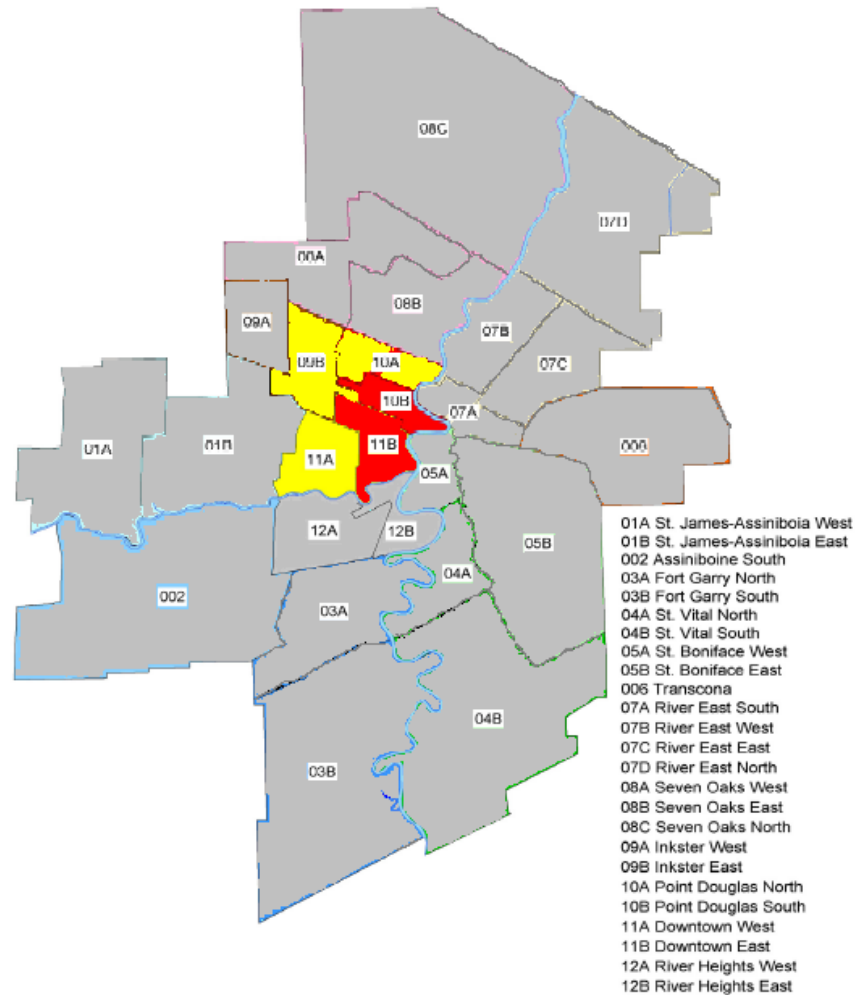 08C
07D
08A
08B
09A
07B
09B
10A
07C
10B
07A
01A
01B
11B
006
11A
05A
12A
12B
05B
04A
002
03A
04B
03B
01A St. James-Assiniboia West
01B St. James-Assiniboia East
002 Assiniboine South
03A Fort Garry North
03B Fort Garry South
04A St. Vital North
04B St. Vital South
05A St. Boniface West
05B St. Boniface East
006 Transcona
07A River East South
07B River East West
07C River East East
07D River East North
08A Seven Oaks West
08B Seven Oaks East
08C Seven Oaks North
09A Inkster West
09B Inkster East
10A Point Douglas North
10B Point Douglas South
11A Downtown West
11B Downtown East
12A River Heights West
12B River Heights East